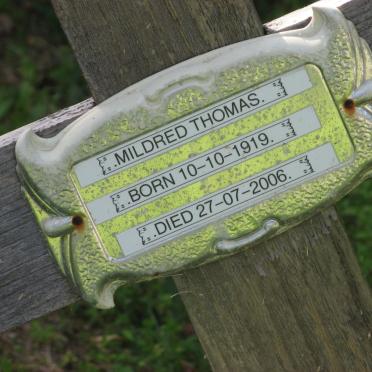 MILDRED THOMAS.
BORN 10-10-1919.
DIED 27-07-2006.